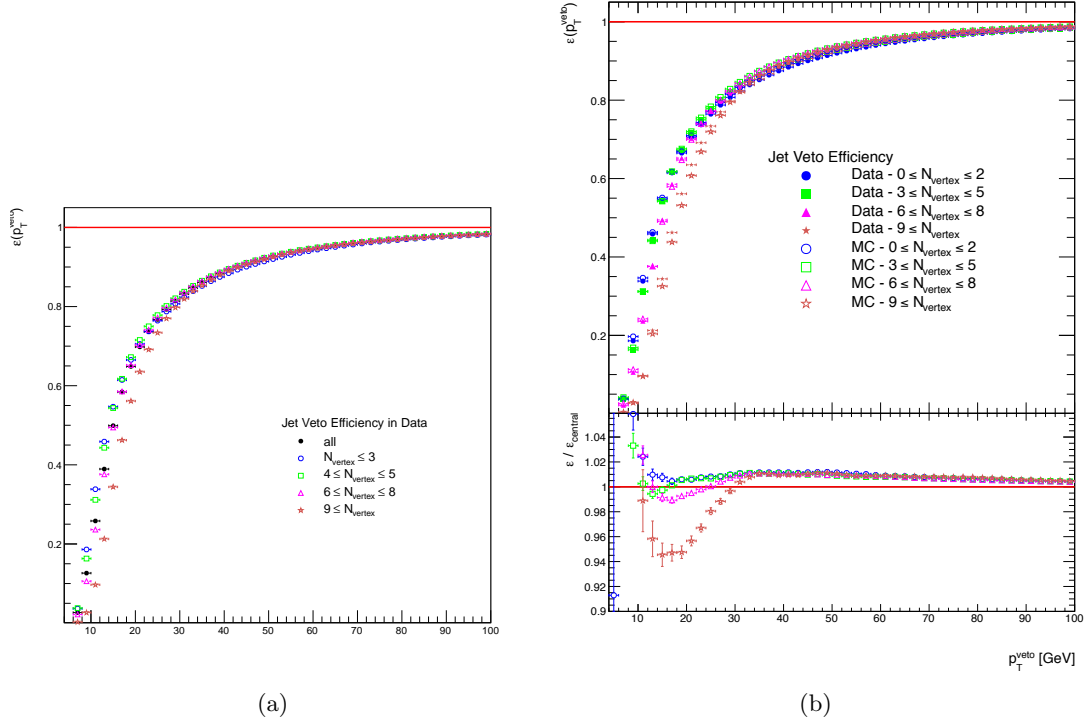 ε(p_T^veto)
1
0.8
0.6
0.4
0.2
Jet Veto Efficiency in Data
all
N_vertex ≤ 3
4 ≤ N_vertex ≤ 5
6 ≤ N_vertex ≤ 8
9 ≤ N_vertex
10 20 30 40 50 60 70 80 90 100
(a)
ε(p_T^veto)
1
0.8
0.6
0.4
0.2
Jet Veto Efficiency
Data - 0 ≤ N_vertex ≤ 2
Data - 3 ≤ N_vertex ≤ 5
Data - 6 ≤ N_vertex ≤ 8
Data - 9 ≤ N_vertex
MC - 0 ≤ N_vertex ≤ 2
MC - 3 ≤ N_vertex ≤ 5
MC - 6 ≤ N_vertex ≤ 8
MC - 9 ≤ N_vertex
ε / ε_central
1.04
1.02
1
0.98
0.96
0.94
0.92
0.9
10 20 30 40 50 60 70 80 90 100
p_T^veto [GeV]
(b)